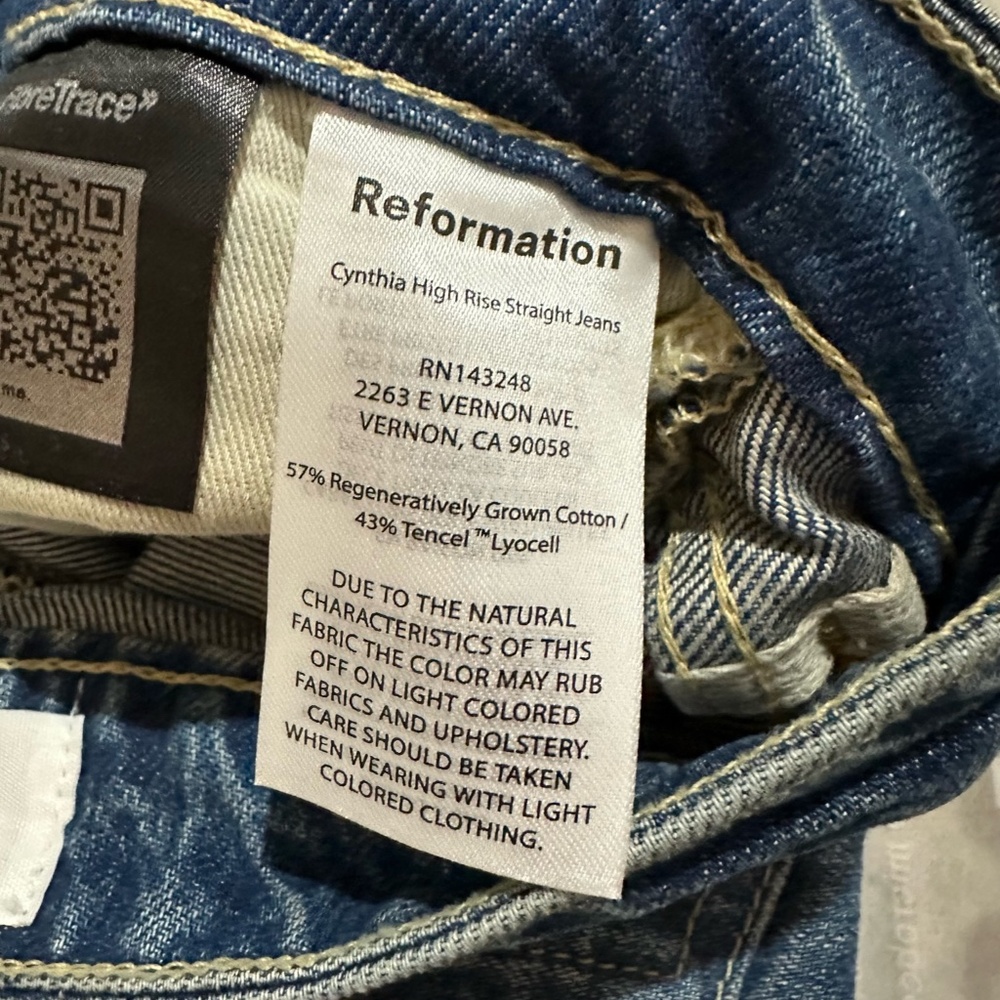 FibreTrace»
ms.
Reformation
Cynthia High Rise Straight Jeans
RN143248
2263 E VERNON AVE.
VERNON, CA 90058
57% Regeneratively Grown Cotton /
43% Tencel ™Lyocell
DUE TO THE NATURAL
CHARACTERISTICS OF THIS
FABRIC THE COLOR MAY RUB
OFF ON LIGHT COLORED
FABRICS AND UPHOLSTERY.
CARE SHOULD BE TAKEN
WHEN WEARING WITH LIGHT
COLORED CLOTHING.